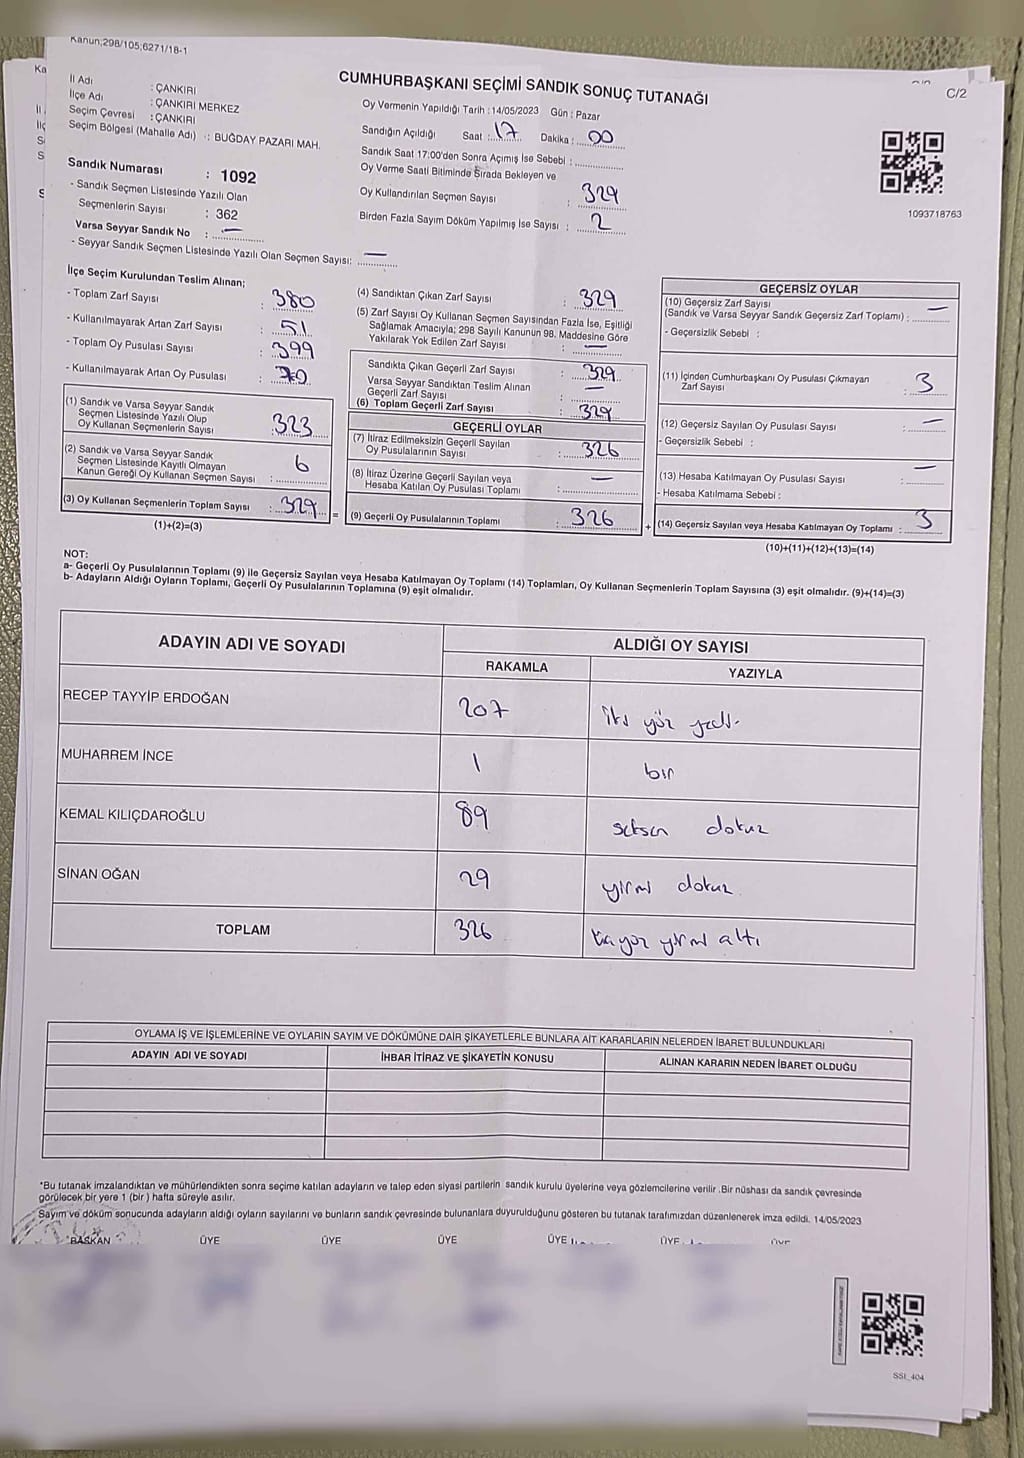 Kanun;298/105;6271/18-1
CUMHURBAŞKANI SEÇİMİ SANDIK SONUÇ TUTANAĞI
C/2
İl Adı : ÇANKIRI
İlçe Adı : ÇANKIRI MERKEZ
Seçim Çevresi : ÇANKIRI
Seçim Bölgesi (Mahalle Adı) : BUĞDAY PAZARI MAH.
Sandık Numarası : 1092
- Sandık Seçmen Listesinde Yazılı Olan
Seçmenlerin Sayısı : 362
Varsa Seyyar Sandık No : —
- Seyyar Sandık Seçmen Listesinde Yazılı Olan Seçmen Sayısı: —
Oy Vermenin Yapıldığı Tarih : 14/05/2023 Gün : Pazar
Sandığın Açıldığı Saat : 17 Dakika : 00
Sandık Saat 17:00'den Sonra Açımış İse Sebebi :
Oy Verme Saati Bitiminde Sırada Bekleyen ve
Oy Kullandırılan Seçmen Sayısı : 329
Birden Fazla Sayım Döküm Yapılmış İse Sayısı : 2
1093718763
İlçe Seçim Kurulundan Teslim Alınan;
- Toplam Zarf Sayısı : 380
- Kullanılmayarak Artan Zarf Sayısı : 51
- Toplam Oy Pusulası Sayısı : 399
- Kullanılmayarak Artan Oy Pusulası : 70
(1) Sandık ve Varsa Seyyar Sandık
Seçmen Listesinde Yazılı Olup
Oy Kullanan Seçmenlerin Sayısı : 323
(2) Sandık ve Varsa Seyyar Sandık
Seçmen Listesinde Kayıtlı Olmayan
Kanun Gereği Oy Kullanan Seçmen Sayısı : 6
(3) Oy Kullanan Seçmenlerin Toplam Sayısı : 329
(1)+(2)=(3)
(4) Sandıktan Çıkan Zarf Sayısı : 329
(5) Zarf Sayısı Oy Kullanan Seçmen Sayısından Fazla İse, Eşitliği
Sağlamak Amacıyla; 298 Sayılı Kanunun 98. Maddesine Göre
Yakılarak Yok Edilen Zarf Sayısı : —
Sandıkta Çıkan Geçerli Zarf Sayısı : 329
Varsa Seyyar Sandıktan Teslim Alınan
Geçerli Zarf Sayısı : —
(6) Toplam Geçerli Zarf Sayısı : 329
GEÇERLİ OYLAR
(7) İtiraz Edilmeksizin Geçerli Sayılan
Oy Pusulalarının Sayısı : 326
(8) İtiraz Üzerine Geçerli Sayılan veya
Hesaba Katılan Oy Pusulası Toplamı : —
= (9) Geçerli Oy Pusulalarının Toplamı : 326 +
GEÇERSİZ OYLAR
(10) Geçersiz Zarf Sayısı
(Sandık ve Varsa Seyyar Sandık Geçersiz Zarf Toplamı) : —
- Geçersizlik Sebebi :
(11) İçinden Cumhurbaşkanı Oy Pusulası Çıkmayan
Zarf Sayısı : 3
(12) Geçersiz Sayılan Oy Pusulası Sayısı : —
- Geçersizlik Sebebi :
(13) Hesaba Katılmayan Oy Pusulası Sayısı : —
- Hesaba Katılmama Sebebi :
(14) Geçersiz Sayılan veya Hesaba Katılmayan Oy Toplamı : 3
(10)+(11)+(12)+(13)=(14)
NOT:
a- Geçerli Oy Pusulalarının Toplamı (9) ile Geçersiz Sayılan veya Hesaba Katılmayan Oy Toplamı (14) Toplamları, Oy Kullanan Seçmenlerin Toplam Sayısına (3) eşit olmalıdır. (9)+(14)=(3)
b- Adayların Aldığı Oyların Toplamı, Geçerli Oy Pusulalarının Toplamına (9) eşit olmalıdır.
ADAYIN ADI VE SOYADI ALDIĞI OY SAYISI
RAKAMLA YAZIYLA
RECEP TAYYİP ERDOĞAN 207 iki yüz yedi
MUHARREM İNCE 1 bir
KEMAL KILIÇDAROĞLU 89 seksen dokuz
SİNAN OĞAN 29 yirmi dokuz
TOPLAM 326 üçyüz yirmi altı
OYLAMA İŞ VE İŞLEMLERİNE VE OYLARIN SAYIM VE DÖKÜMÜNE DAİR ŞİKAYETLERLE BUNLARA AİT KARARLARIN NELERDEN İBARET BULUNDUKLARI
ADAYIN ADI VE SOYADI İHBAR İTİRAZ VE ŞİKAYETİN KONUSU ALINAN KARARIN NEDEN İBARET OLDUĞU
*Bu tutanak imzalandıktan ve mühürlendikten sonra seçime katılan adayların ve talep eden siyasi partilerin sandık kurulu üyelerine veya gözlemcilerine verilir .Bir nüshası da sandık çevresinde
görülecek bir yere 1 (bir ) hafta süreyle asılır.
Sayım ve döküm sonucunda adayların aldığı oyların sayılarını ve bunların sandık çevresinde bulunanlara duyurulduğunu gösteren bu tutanak tarafımızdan düzenlenerek imza edildi. 14/05/2023
BAŞKAN ÜYE ÜYE ÜYE ÜYE ÜYE ÜYE
SSI_404